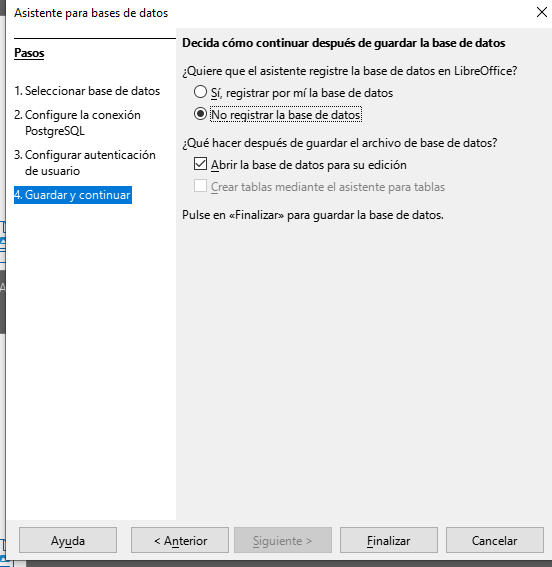 Asistente para bases de datos
Pasos
1. Seleccionar base de datos
2. Configure la conexión
PostgreSQL
3. Configurar autenticación
de usuario
4. Guardar y continuar
Decida cómo continuar después de guardar la base de datos
¿Quiere que el asistente registre la base de datos en LibreOffice?
Sí, registrar por mí la base de datos
No registrar la base de datos
¿Qué hacer después de guardar el archivo de base de datos?
Abrir la base de datos para su edición
Crear tablas mediante el asistente para tablas
Pulse en «Finalizar» para guardar la base de datos.
Ayuda
< Anterior
Siguiente >
Finalizar
Cancelar